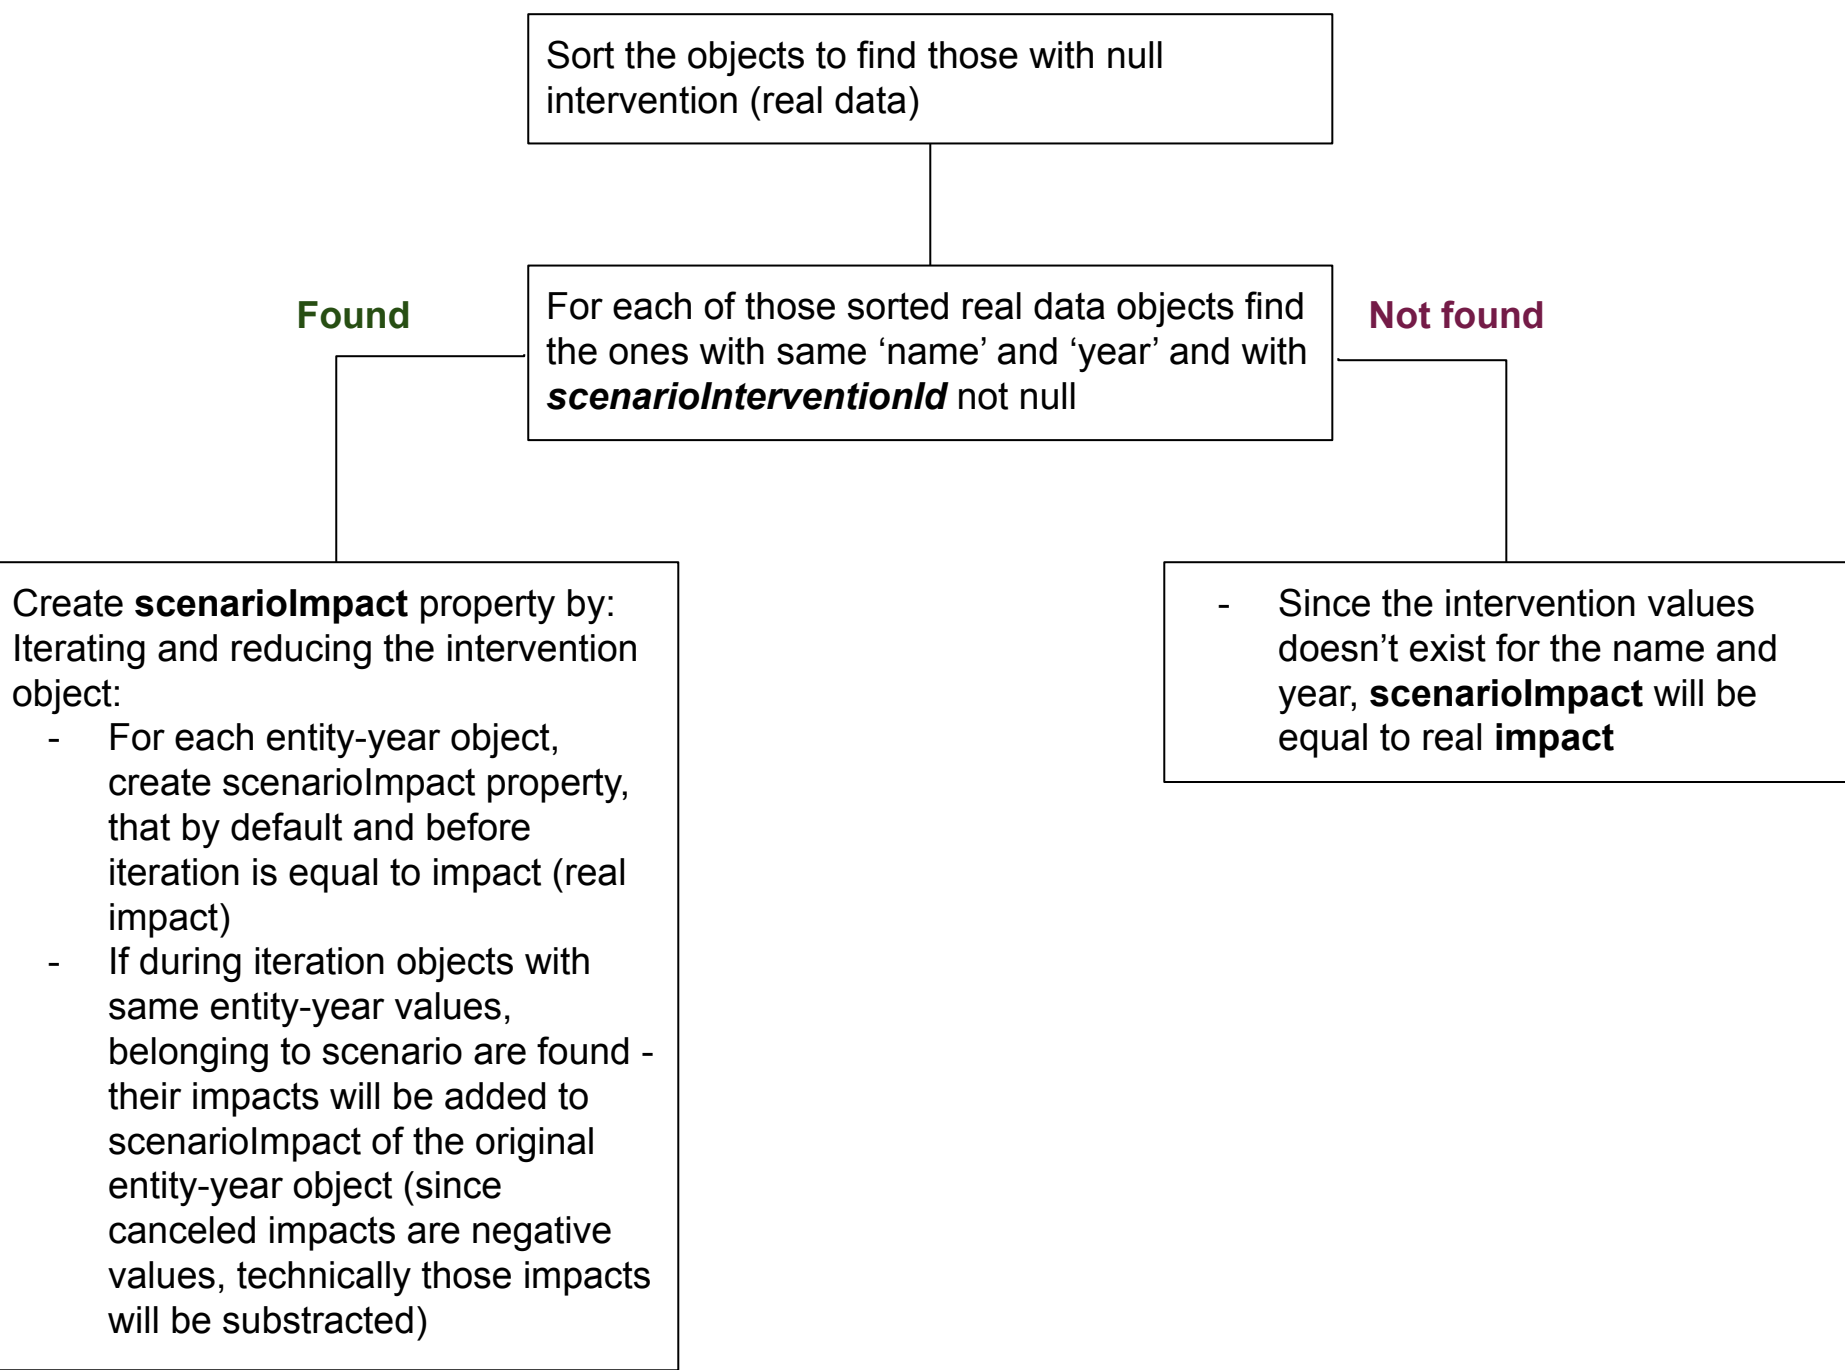 Sort the objects to find those with null
intervention (real data)
Found
For each of those sorted real data objects find
the ones with same ‘name’ and ‘year’ and with
scenarioInterventionId not null
Not found
Create scenarioImpact property by:
Iterating and reducing the intervention
object:
- For each entity-year object,
create scenarioImpact property,
that by default and before
iteration is equal to impact (real
impact)
- If during iteration objects with
same entity-year values,
belonging to scenario are found -
their impacts will be added to
scenarioImpact of the original
entity-year object (since
canceled impacts are negative
values, technically those impacts
will be substracted)
- Since the intervention values
doesn’t exist for the name and
year, scenarioImpact will be
equal to real impact